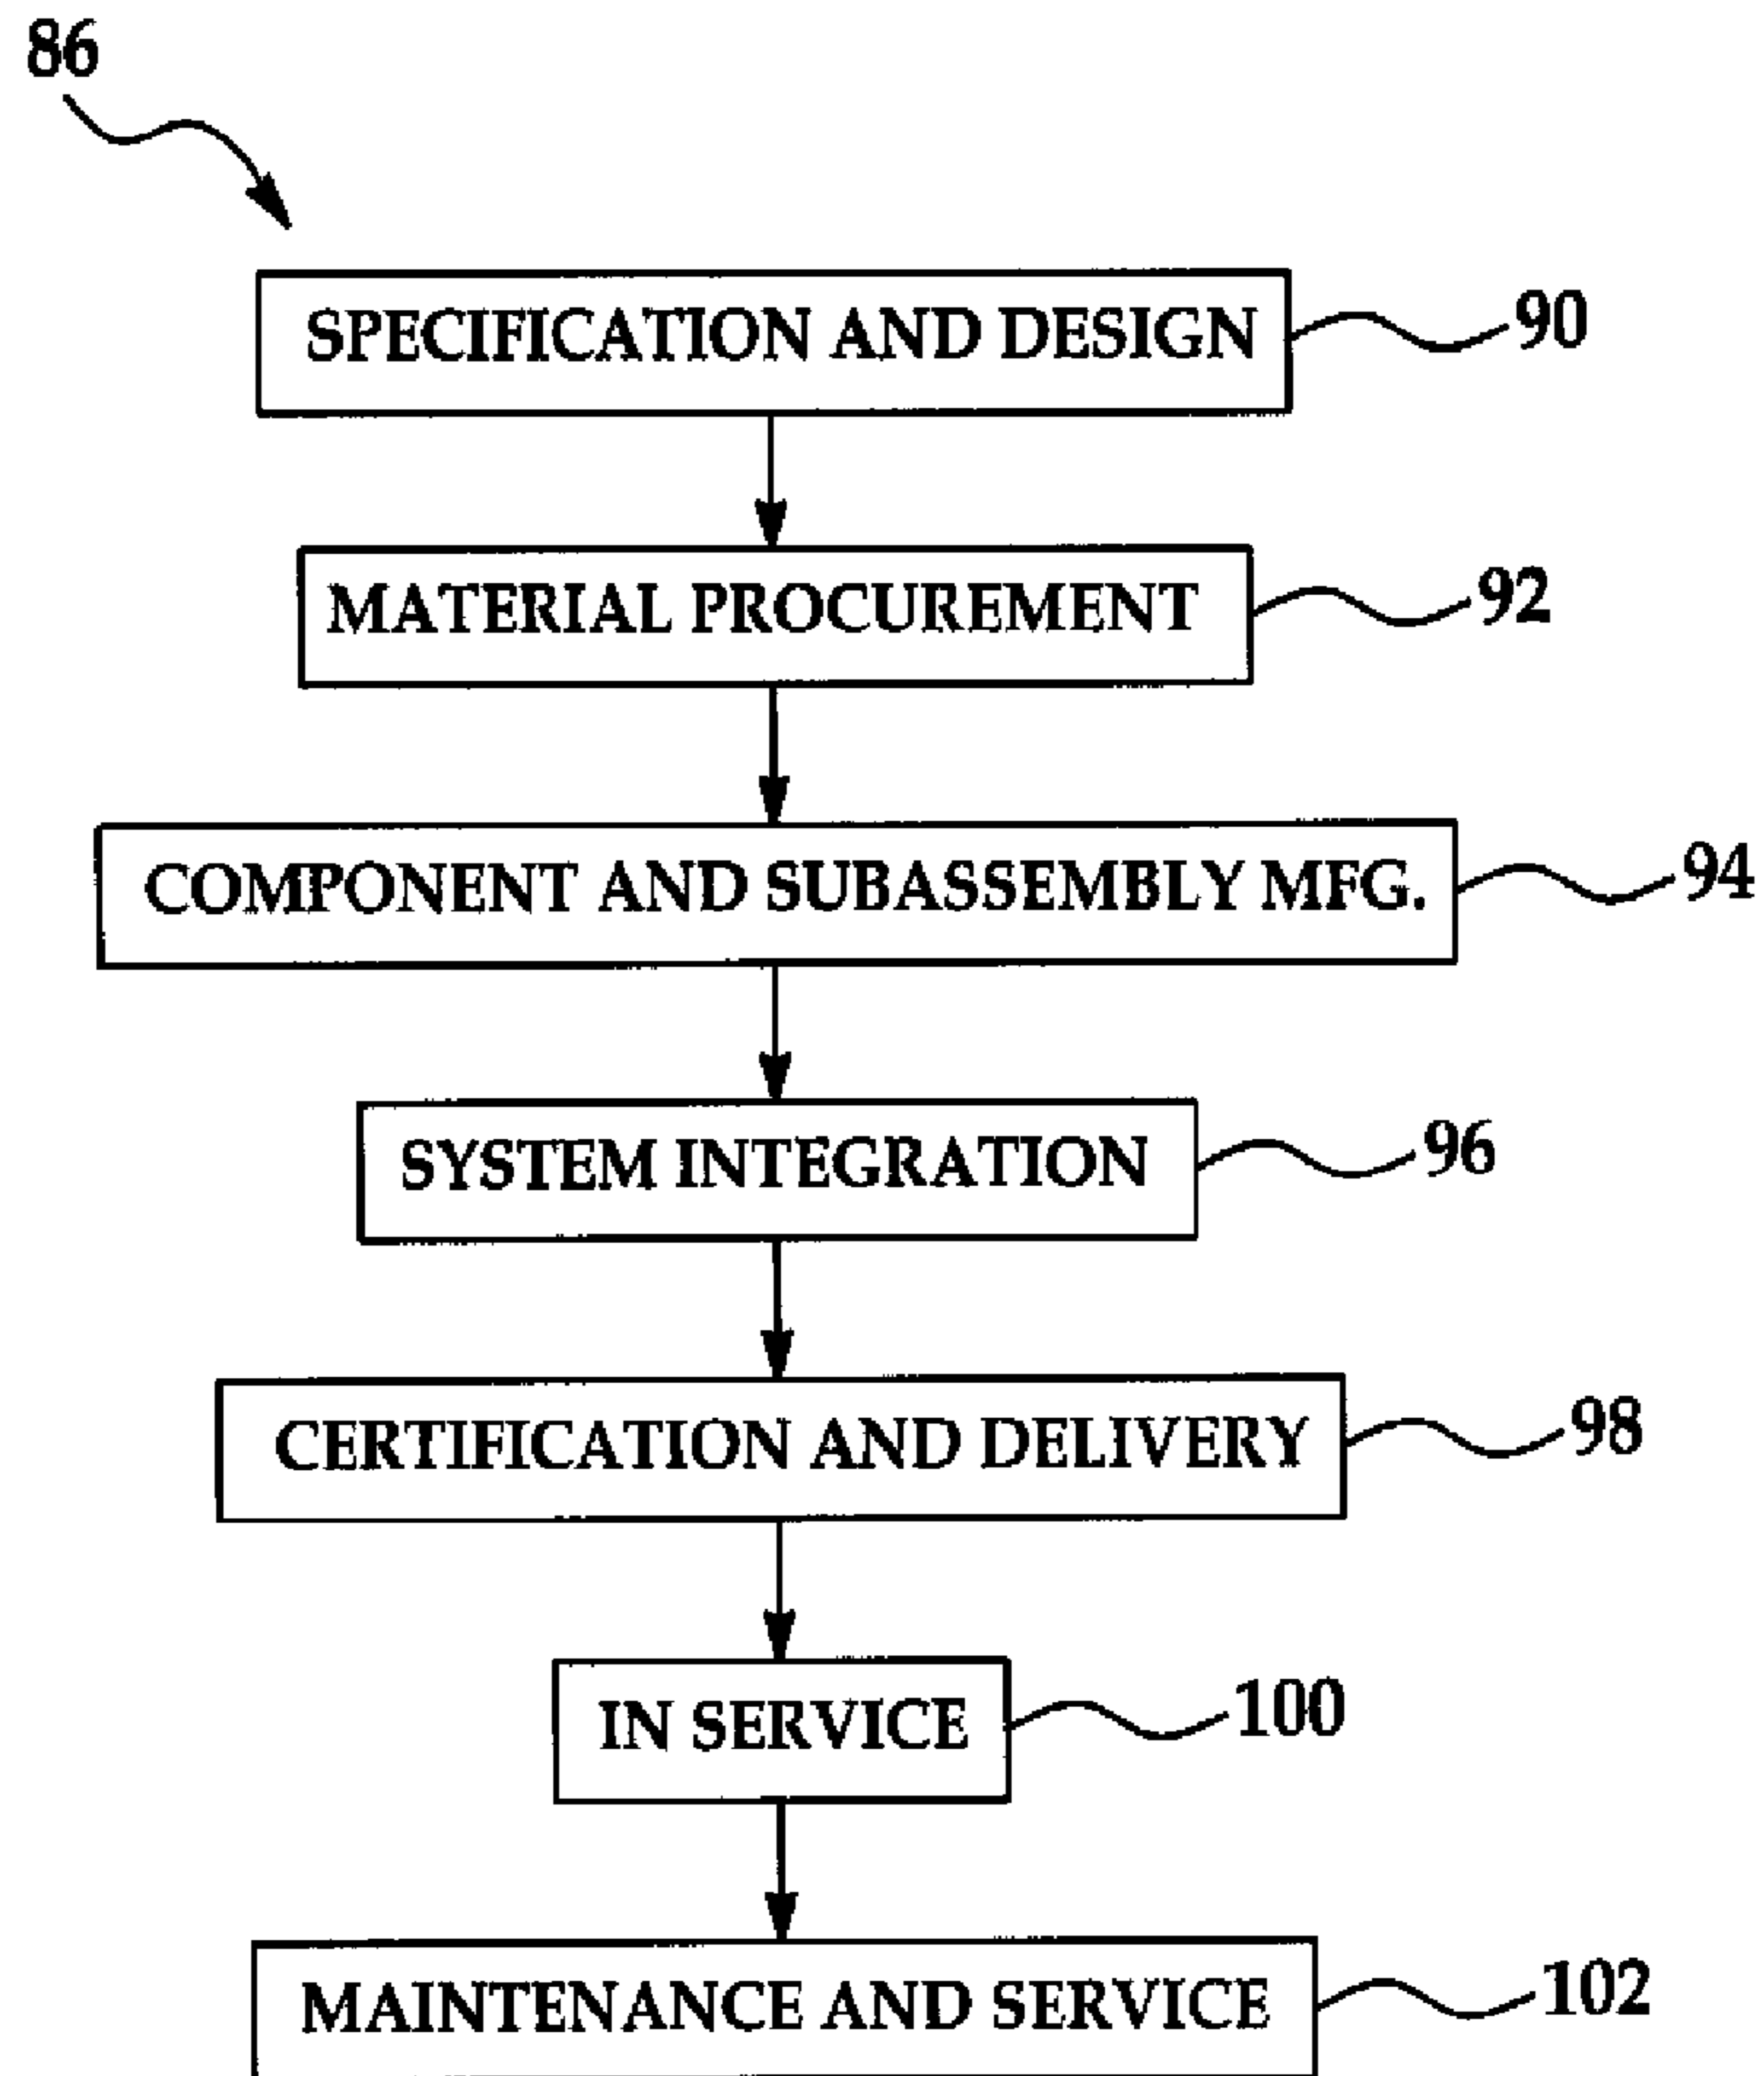 86
SPECIFICATION AND DESIGN 90
MATERIAL PROCUREMENT 92
COMPONENT AND SUBASSEMBLY MFG. 94
SYSTEM INTEGRATION 96
CERTIFICATION AND DELIVERY 98
IN SERVICE 100
MAINTENANCE AND SERVICE 102